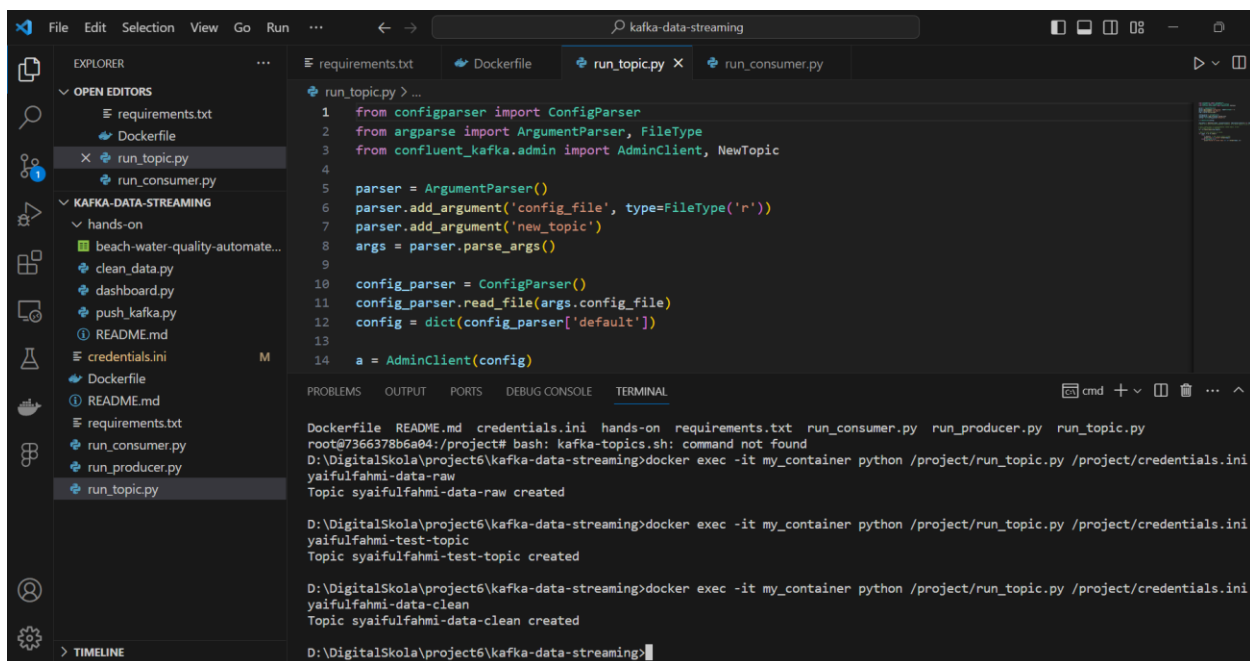 File Edit Selection View Go Run ... kafka-data-streaming
EXPLORER ...
OPEN EDITORS
requirements.txt
Dockerfile
run_topic.py
run_consumer.py
KAFKA-DATA-STREAMING
hands-on
beach-water-quality-automate...
clean_data.py
dashboard.py
push_kafka.py
README.md
credentials.ini M
Dockerfile
README.md
requirements.txt
run_consumer.py
run_producer.py
run_topic.py
TIMELINE
1
requirements.txt Dockerfile run_topic.py run_consumer.py
run_topic.py > ...
1 from configparser import ConfigParser
2 from argparse import ArgumentParser, FileType
3 from confluent_kafka.admin import AdminClient, NewTopic
4
5 parser = ArgumentParser()
6 parser.add_argument('config_file', type=FileType('r'))
7 parser.add_argument('new_topic')
8 args = parser.parse_args()
9
10 config_parser = ConfigParser()
11 config_parser.read_file(args.config_file)
12 config = dict(config_parser['default'])
13
14 a = AdminClient(config)
PROBLEMS OUTPUT PORTS DEBUG CONSOLE TERMINAL cmd
Dockerfile README.md credentials.ini hands-on requirements.txt run_consumer.py run_producer.py run_topic.py
root@7366378b6a04:/project# bash: kafka-topics.sh: command not found
D:\DigitalSkola\project6\kafka-data-streaming>docker exec -it my_container python /project/run_topic.py /project/credentials.ini
yaifulfahmi-data-raw
Topic syaifulfahmi-data-raw created
D:\DigitalSkola\project6\kafka-data-streaming>docker exec -it my_container python /project/run_topic.py /project/credentials.ini
yaifulfahmi-test-topic
Topic syaifulfahmi-test-topic created
D:\DigitalSkola\project6\kafka-data-streaming>docker exec -it my_container python /project/run_topic.py /project/credentials.ini
yaifulfahmi-data-clean
Topic syaifulfahmi-data-clean created
D:\DigitalSkola\project6\kafka-data-streaming>